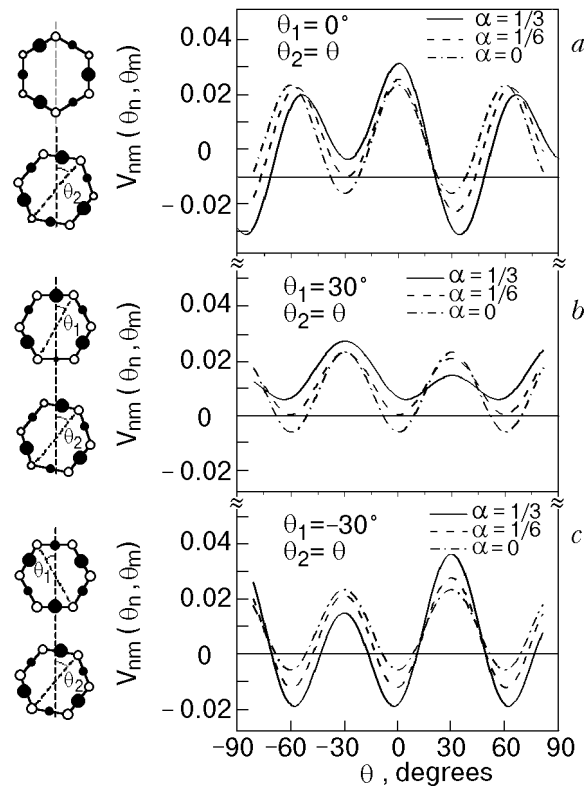 θ₁ = 0°
θ₂ = θ
α = 1/3
α = 1/6
α = 0
a
0.04
0.02
0
−0.02
Vnm (θn, θm)
θ₂
θ₁ = 30°
θ₂ = θ
α = 1/3
α = 1/6
α = 0
b
0.04
0.02
0
−0.02
Vnm (θn, θm)
θ₁
θ₂
θ₁ = −30°
θ₂ = θ
α = 1/3
α = 1/6
α = 0
c
0.04
0.02
0
−0.02
Vnm (θn, θm)
θ₁
θ₂
−90 −60 −30 0 30 60 90
θ , degrees